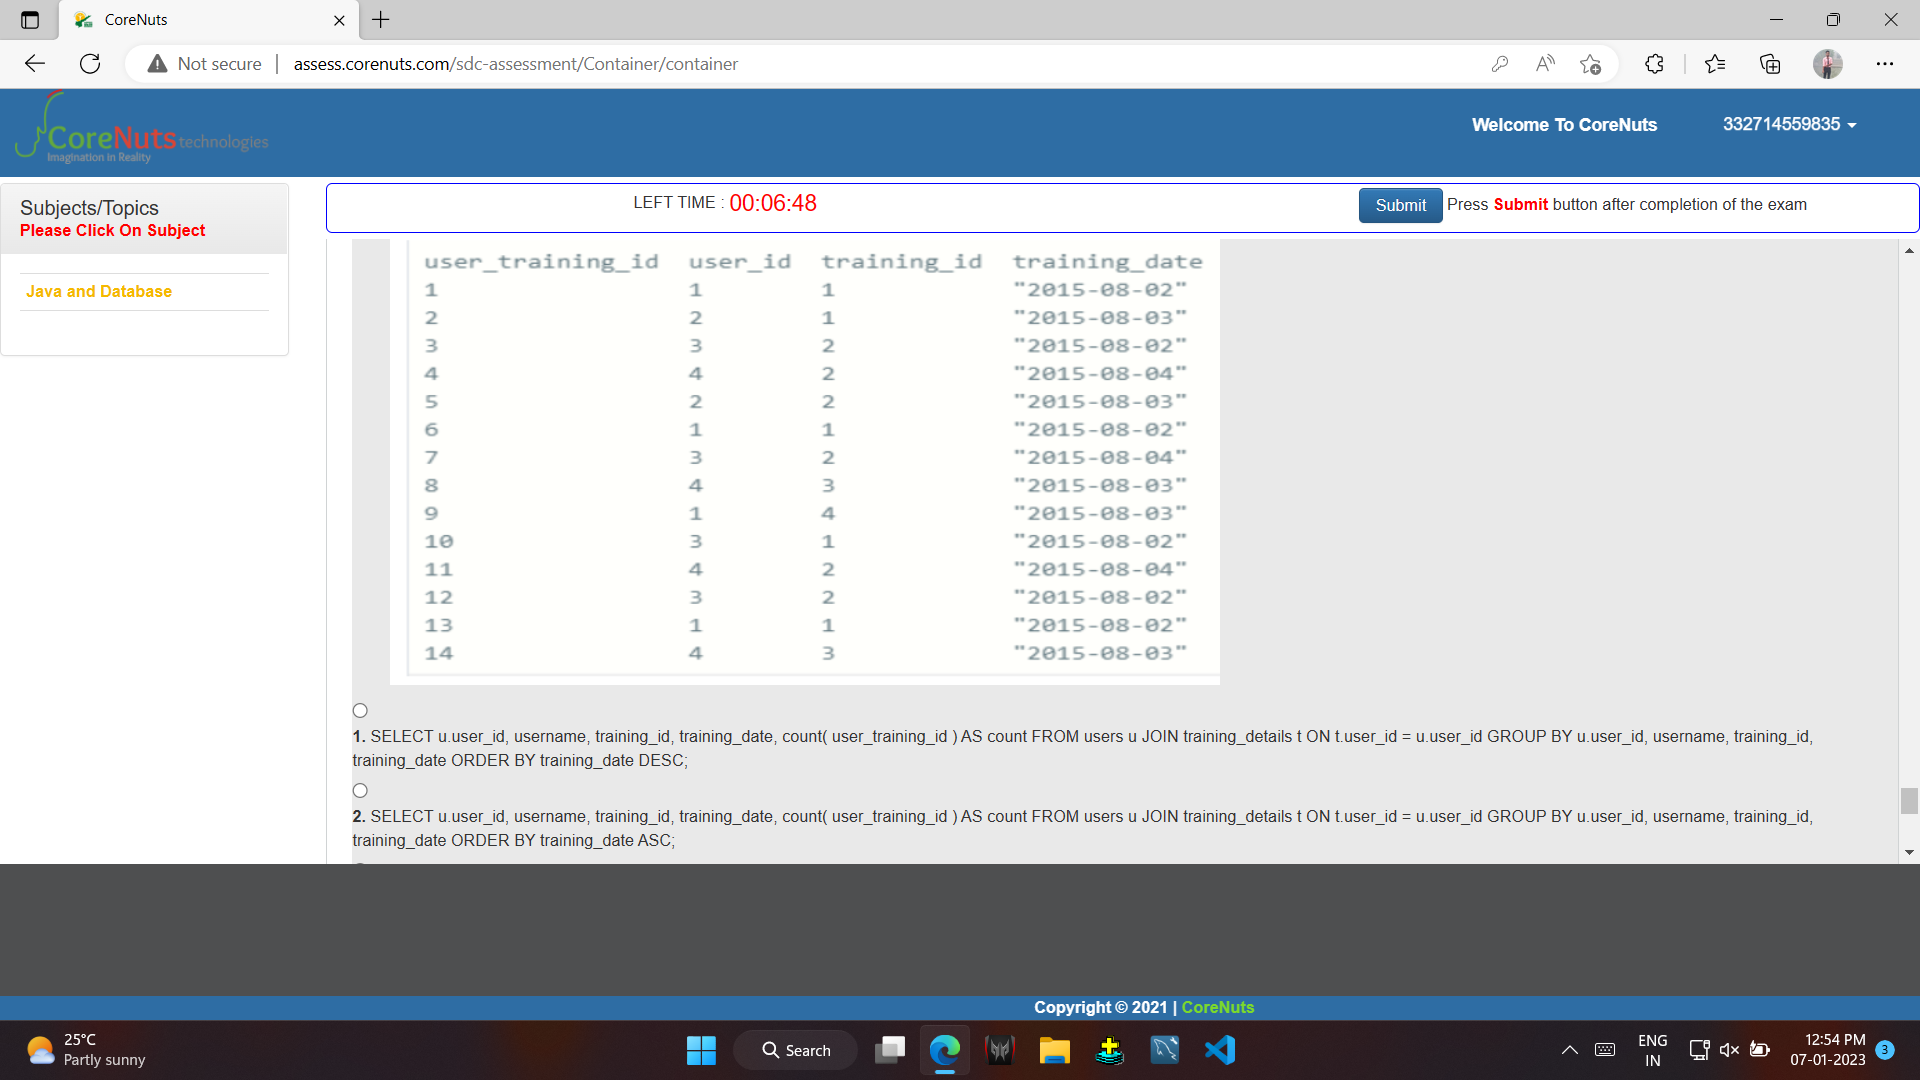 CoreNuts
Not secure
assess.corenuts.com/sdc-assessment/Container/container
CoreNuts technologies
Imagination in Reality
Welcome To CoreNuts
332714559835
Subjects/Topics
Please Click On Subject
Java and Database
LEFT TIME : 00:06:48
Submit Press Submit button after completion of the exam
user_training_id user_id training_id training_date
1 1 1 "2015-08-02"
2 2 1 "2015-08-03"
3 3 2 "2015-08-02"
4 4 2 "2015-08-04"
5 2 2 "2015-08-03"
6 1 1 "2015-08-02"
7 3 2 "2015-08-04"
8 4 3 "2015-08-03"
9 1 4 "2015-08-03"
10 3 1 "2015-08-02"
11 4 2 "2015-08-04"
12 3 2 "2015-08-02"
13 1 1 "2015-08-02"
14 4 3 "2015-08-03"
1. SELECT u.user_id, username, training_id, training_date, count( user_training_id ) AS count FROM users u JOIN training_details t ON t.user_id = u.user_id GROUP BY u.user_id, username, training_id,
training_date ORDER BY training_date DESC;
2. SELECT u.user_id, username, training_id, training_date, count( user_training_id ) AS count FROM users u JOIN training_details t ON t.user_id = u.user_id GROUP BY u.user_id, username, training_id,
training_date ORDER BY training_date ASC;
Copyright © 2021 | CoreNuts
25°C
Partly sunny
Search
ENG
IN
12:54 PM
07-01-2023
3